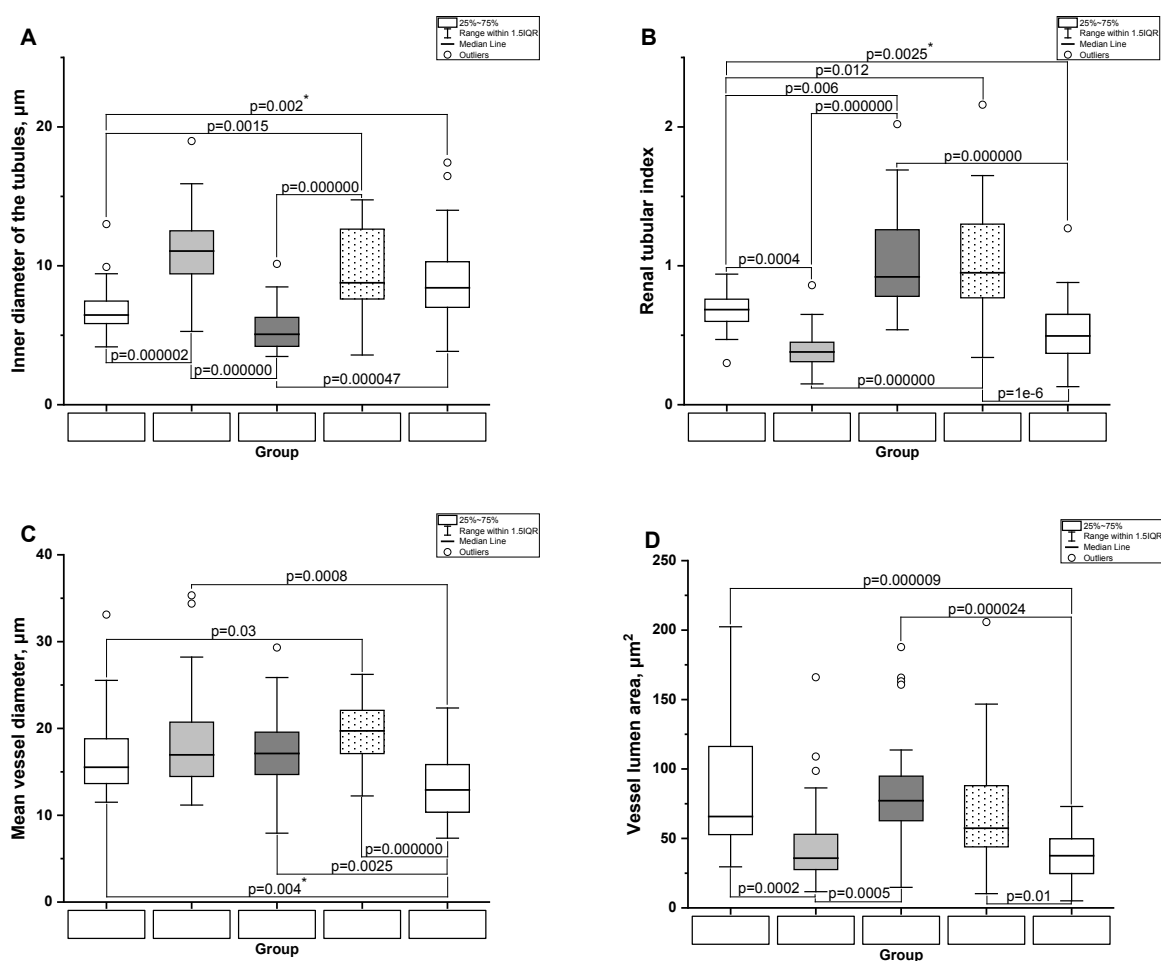 A
25%~75%
Range within 1.5IQR
Median Line
Outliers
Inner diameter of the tubules, µm
20
10
0
p=0.002*
p=0.0015
p=0.000000
p=0.000002
p=0.000000
p=0.000047
Group
B
25%~75%
Range within 1.5IQR
Median Line
Outliers
Renal tubular index
2
1
0
p=0.0025*
p=0.012
p=0.006
p=0.000000
p=0.000000
p=0.0004
p=0.000000
p=1e-6
Group
C
25%~75%
Range within 1.5IQR
Median Line
Outliers
Mean vessel diameter, µm
40
30
20
10
0
p=0.0008
p=0.03
p=0.000000
p=0.0025
p=0.004*
Group
D
25%~75%
Range within 1.5IQR
Median Line
Outliers
Vessel lumen area, µm²
250
200
150
100
50
0
p=0.000009
p=0.000024
p=0.0002
p=0.0005
p=0.01
Group